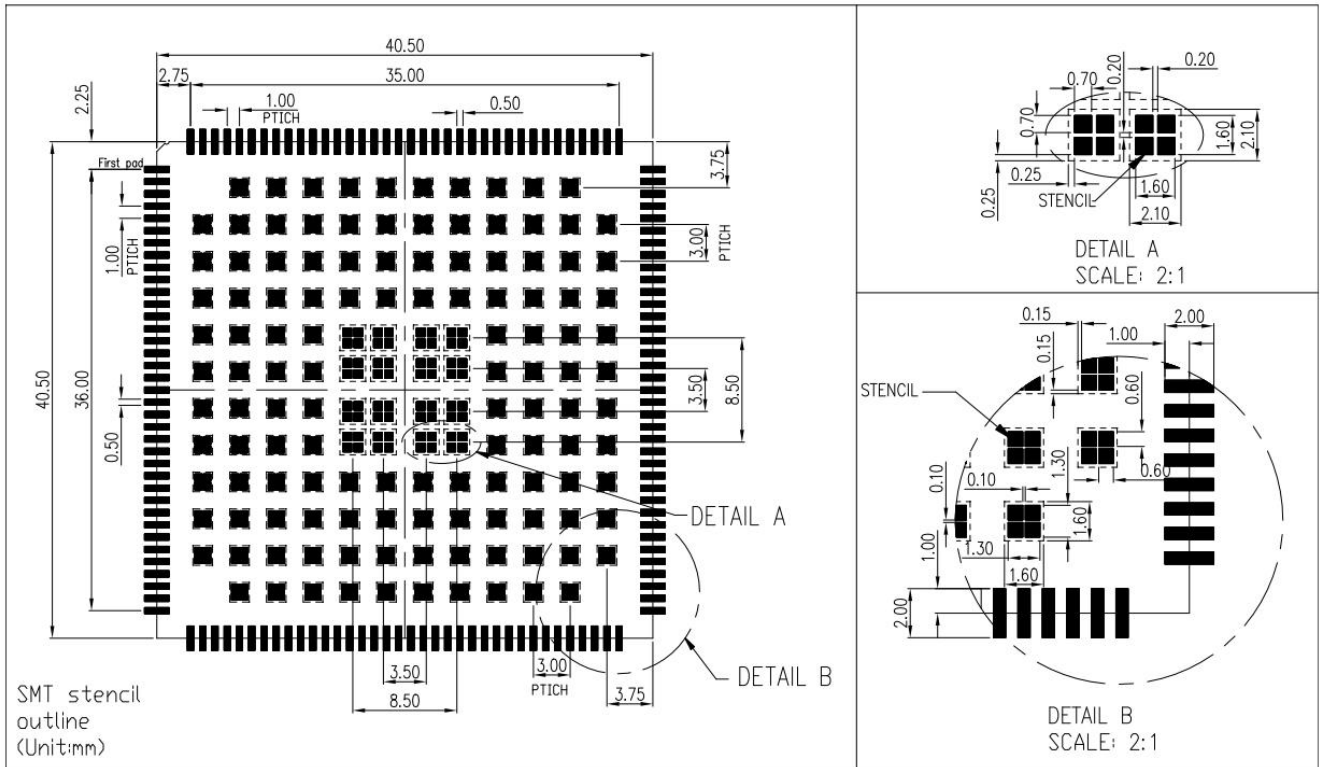 40.50
2.75
35.00
2.25
1.00
PTICH
0.50
First pad
3.75
1.00
PTICH
3.00
PTICH
40.50
36.00
0.50
3.50
8.50
DETAIL A
3.50
8.50
3.00
PTICH
3.75
DETAIL B
SMT stencil
outline
(Unit:mm)
0.20
0.20
0.70
0.70
1.60
2.10
0.25
0.25
STENCIL
1.60
2.10
DETAIL A
SCALE: 2:1
0.15
2.00
0.15
1.00
STENCIL
0.60
0.10
0.10
1.30
0.60
1.00
1.30
1.60
1.60
2.00
DETAIL B
SCALE: 2:1